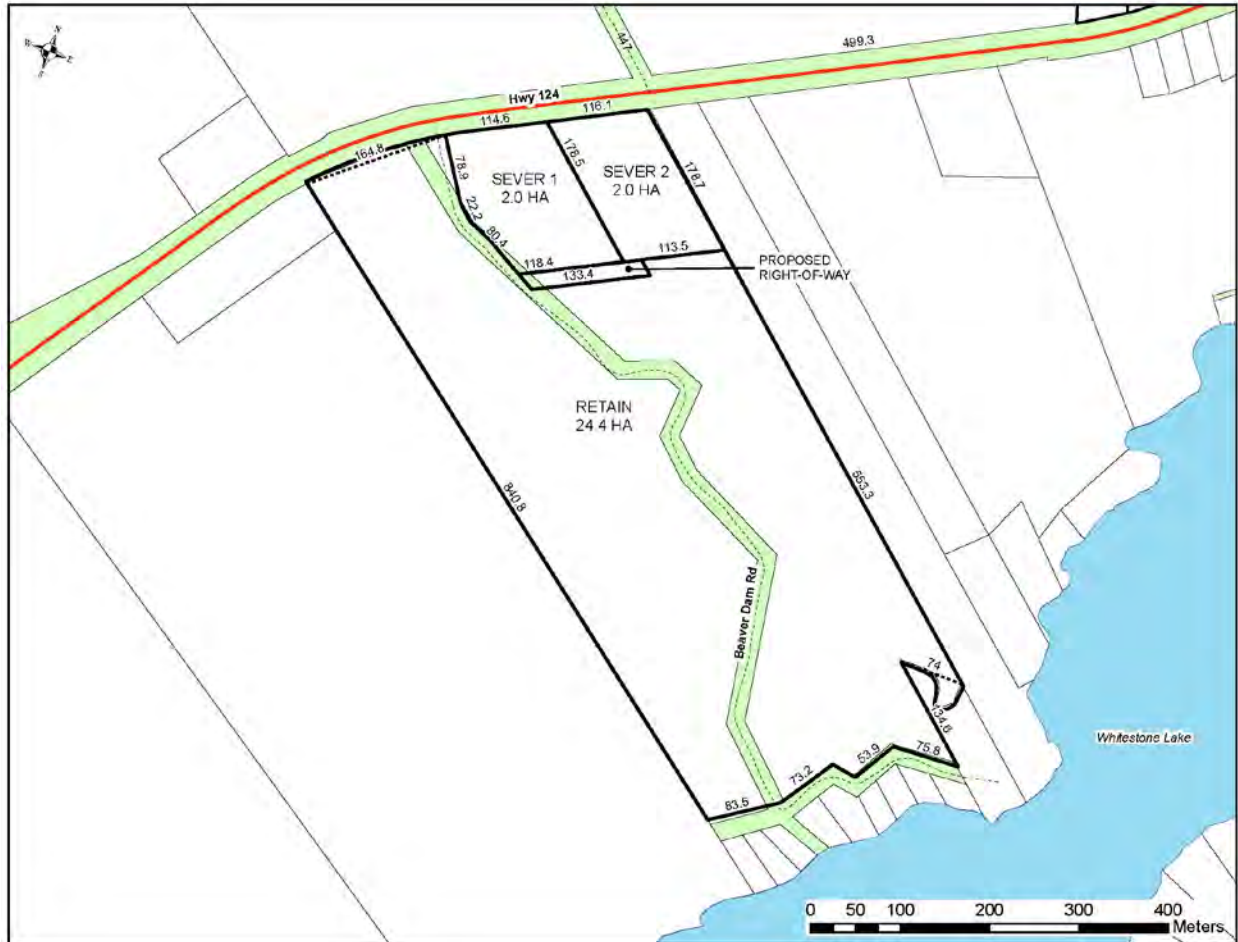 N
W
E
S
447
499.3
Hwy 124
116.1
114.6
164.8
178.5
78.9
SEVER 1
2.0 HA
SEVER 2
2.0 HA
178.7
22.2
80.4
118.4
113.5
133.4
PROPOSED
RIGHT-OF-WAY
RETAIN
24.4 HA
840.8
653.3
Beaver Dam Rd
74
134.6
Whitestone Lake
75.8
53.9
73.2
83.5
0 50 100 200 300 400
Meters